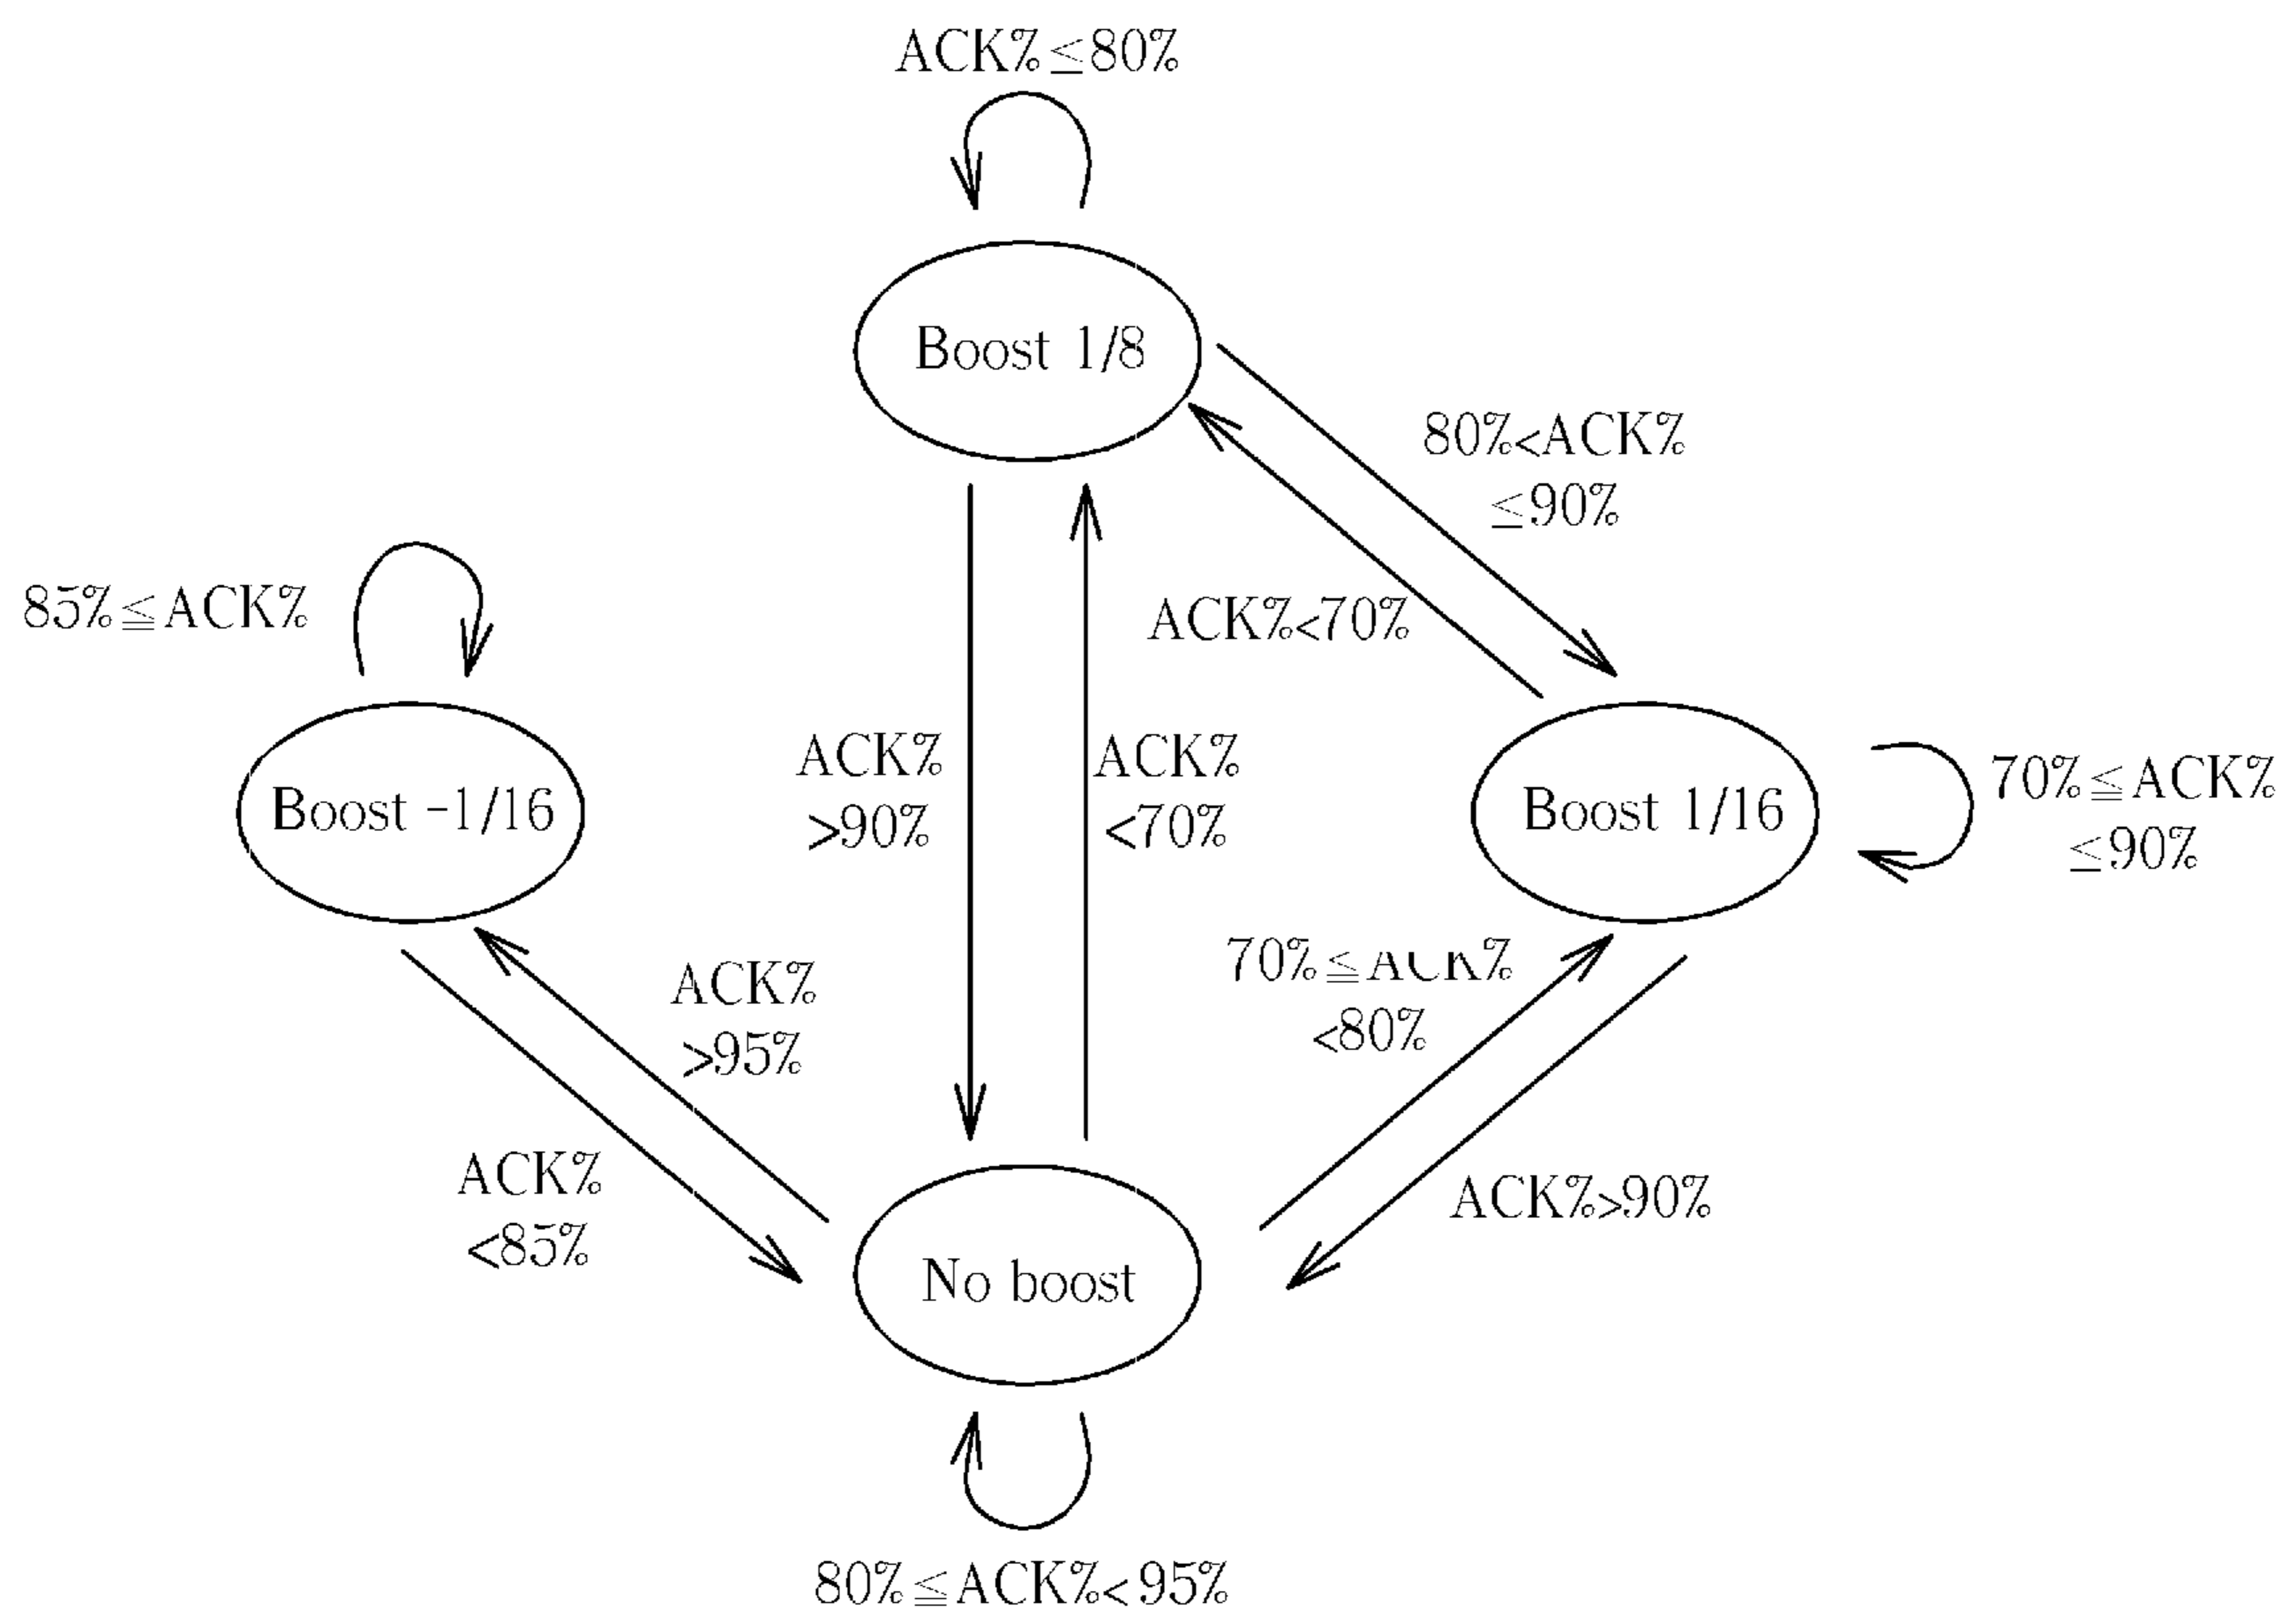 ACK%≤80%
Boost 1/8
80%<ACK%
≤90%
85%≦ACK%
ACK%<70%
ACK%
>90%
ACK%
<70%
Boost -1/16
Boost 1/16
70%≦ACK%
≤90%
ACK%
>95%
70%≦ACK%
<80%
ACK%
<85%
ACK%>90%
No boost
80%≦ACK%<95%